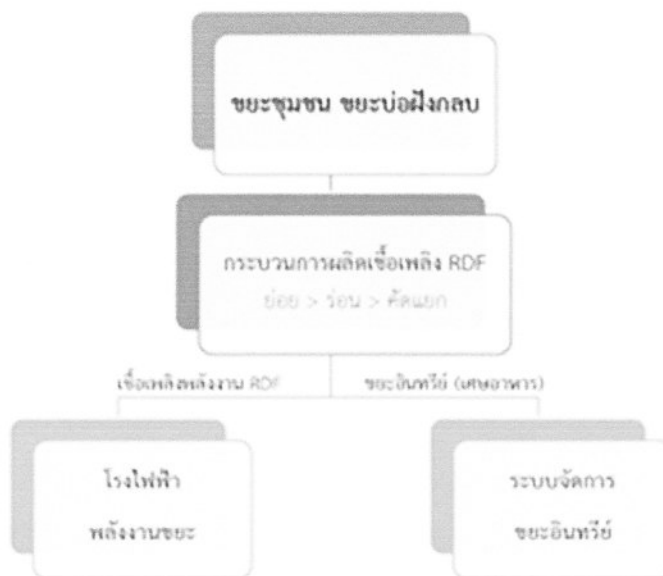 ขยะชุมชน ขยะบ่อฝังกลบ
กระบวนการผลิตเชื้อเพลิง RDF
ย่อย > ร่อน > คัดแยก
เชื้อเพลิงพลังงาน RDF
ขยะอินทรีย์ (เศษอาหาร)
โรงไฟฟ้า
พลังงานขยะ
ระบบจัดการ
ขยะอินทรีย์